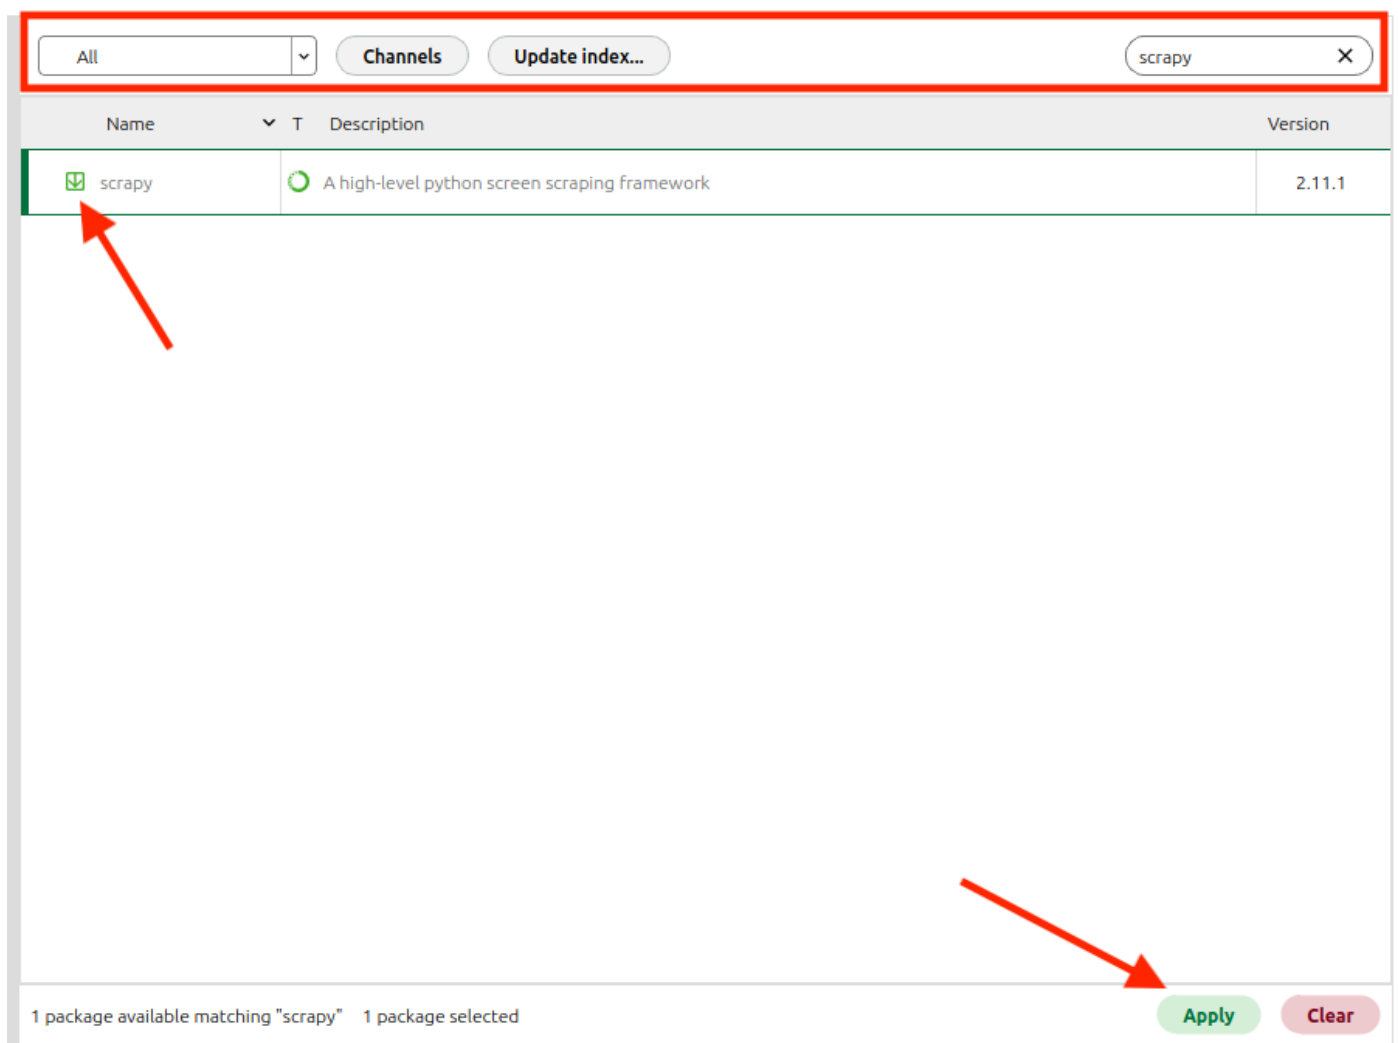 All Channels Update index... scrapy
Name T Description Version
scrapy A high-level python screen scraping framework 2.11.1
1 package available matching "scrapy" 1 package selected Apply Clear